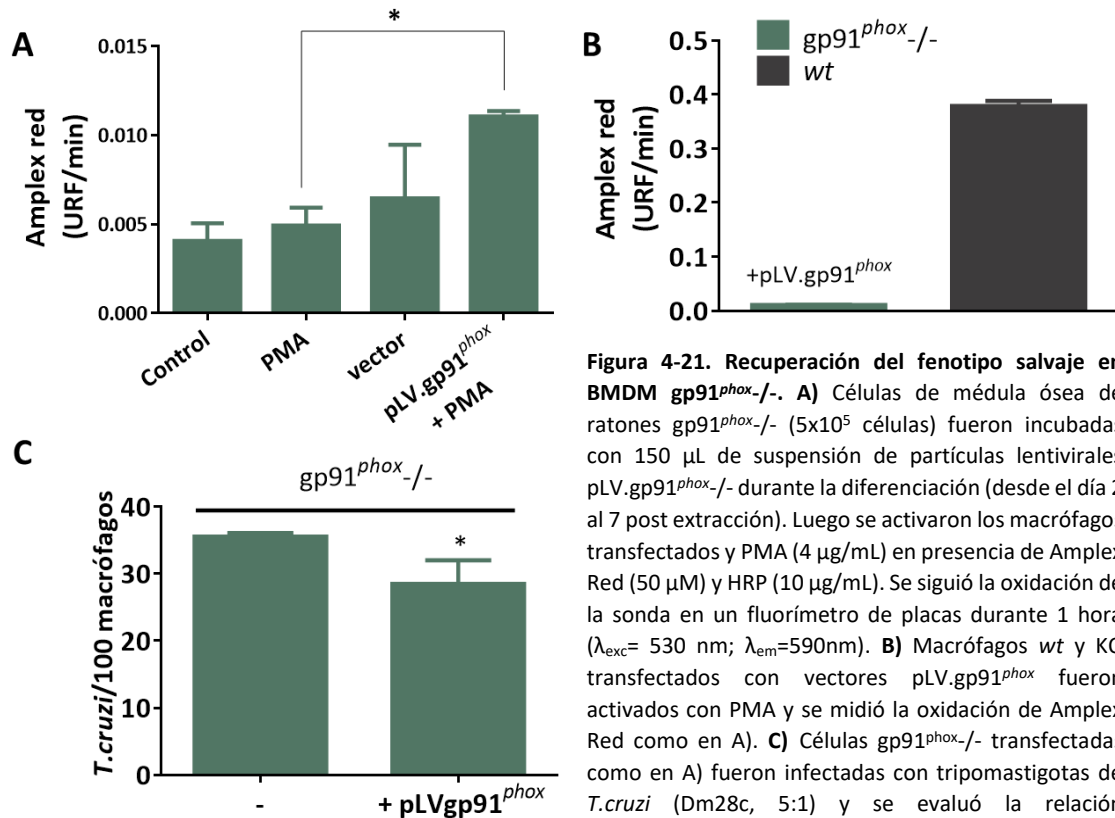 A
*
0.015
0.010
0.005
0.000
Amplex red
(URF/min)
Control
PMA
vector
pLV.gp91phox
+ PMA
B
gp91phox-/-
wt
0.5
0.4
0.3
0.2
0.1
0.0
Amplex red
(URF/min)
+pLV.gp91phox
C
gp91phox-/-
*
40
30
20
10
0
T.cruzi/100 macrófagos
-
+ pLVgp91phox
Figura 4-21. Recuperación del fenotipo salvaje en
BMDM gp91phox-/-. A) Células de médula ósea de
ratones gp91phox-/- (5x10⁵ células) fueron incubadas
con 150 µL de suspensión de partículas lentivirales
pLV.gp91phox-/- durante la diferenciación (desde el día 2
al 7 post extracción). Luego se activaron los macrófago
transfectados y PMA (4 µg/mL) en presencia de Amplex
Red (50 µM) y HRP (10 µg/mL). Se siguió la oxidación de
la sonda en un fluorímetro de placas durante 1 hora
(λexc= 530 nm; λem=590nm). B) Macrófagos wt y KO
transfectados con vectores pLV.gp91phox fueron
activados con PMA y se midió la oxidación de Amplex
Red como en A). C) Células gp91phox-/- transfectada
como en A) fueron infectadas con tripomastigotas de
T.cruzi (Dm28c, 5:1) y se evaluó la relación